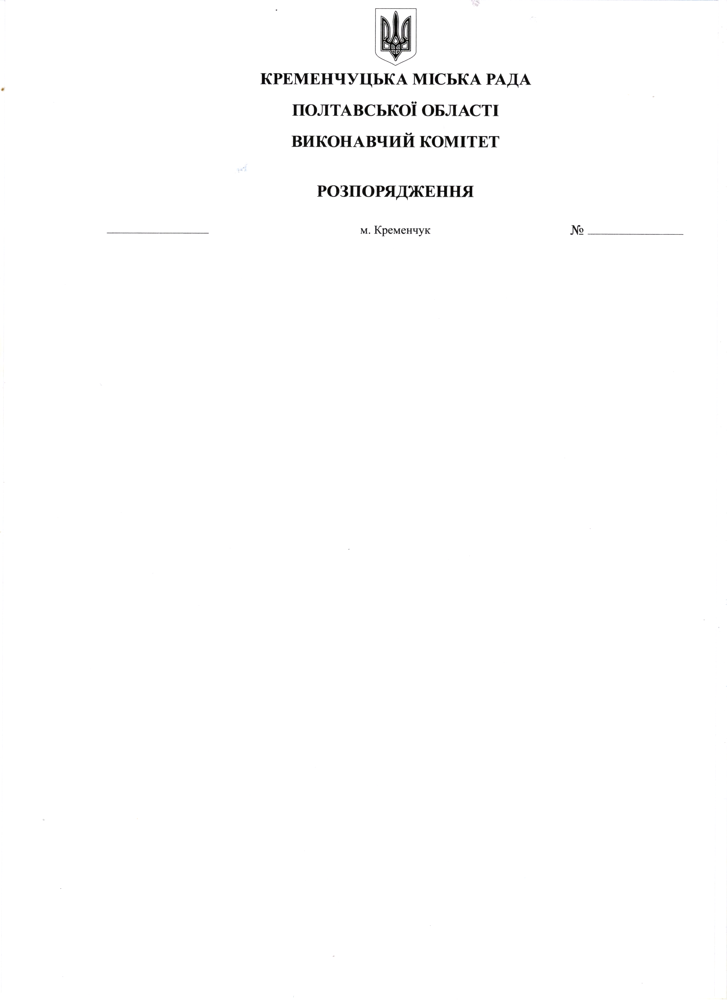 КРЕМЕНЧУЦЬКА МІСЬКА РАДА
ПОЛТАВСЬКОЇ ОБЛАСТІ
ВИКОНАВЧИЙ КОМІТЕТ
РОЗПОРЯДЖЕННЯ
м. Кременчук №